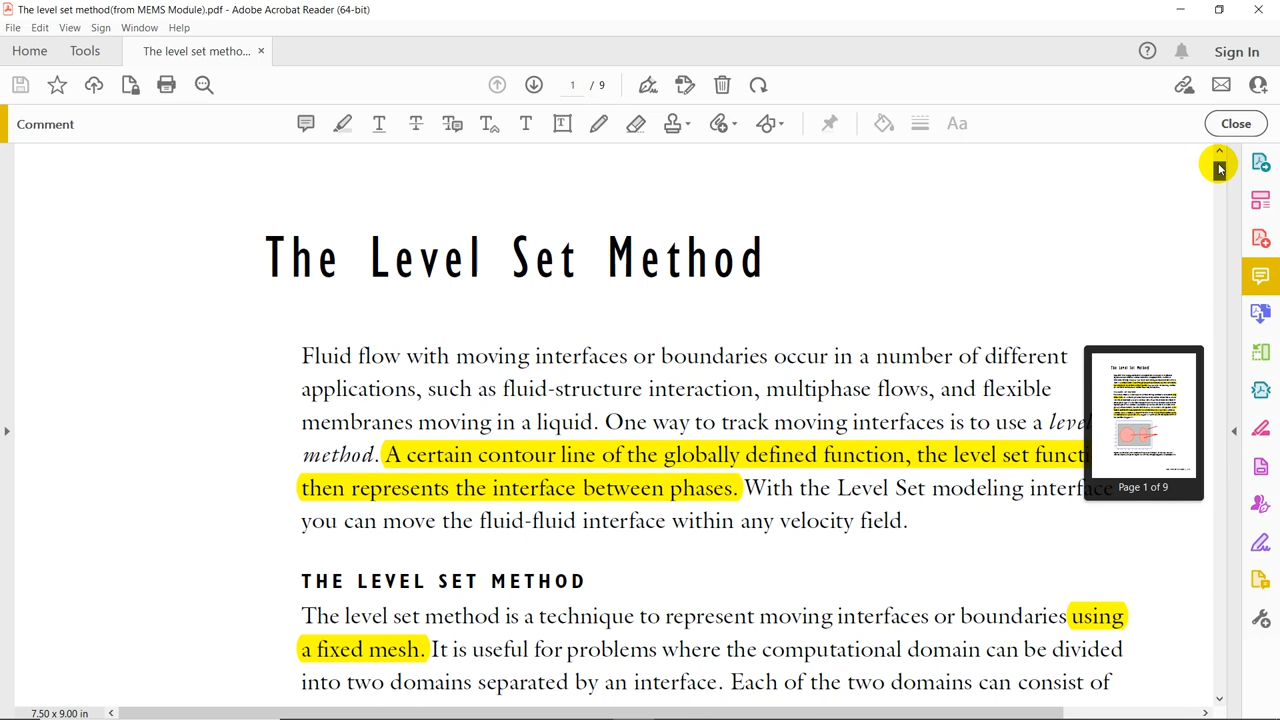 The level set method(from MEMS Module).pdf - Adobe Acrobat Reader (64-bit)
File Edit View Sign Window Help
Home Tools The level set metho... × Sign In
1 / 9
Comment Close
The Level Set Method
Fluid flow with moving interfaces or boundaries occur in a number of different
applications, such as fluid-structure interaction, multiphase flows, and flexible
membranes moving in a liquid. One way to track moving interfaces is to use a level
method. A certain contour line of the globally defined function, the level set
then represents the interface between phases. With the Level Set modeling interface
you can move the fluid-fluid interface within any velocity field.
Page 1 of 9
THE LEVEL SET METHOD
The level set method is a technique to represent moving interfaces or boundaries using
a fixed mesh. It is useful for problems where the computational domain can be divided
into two domains separated by an interface. Each of the two domains can consist of
7.50 x 9.00 in